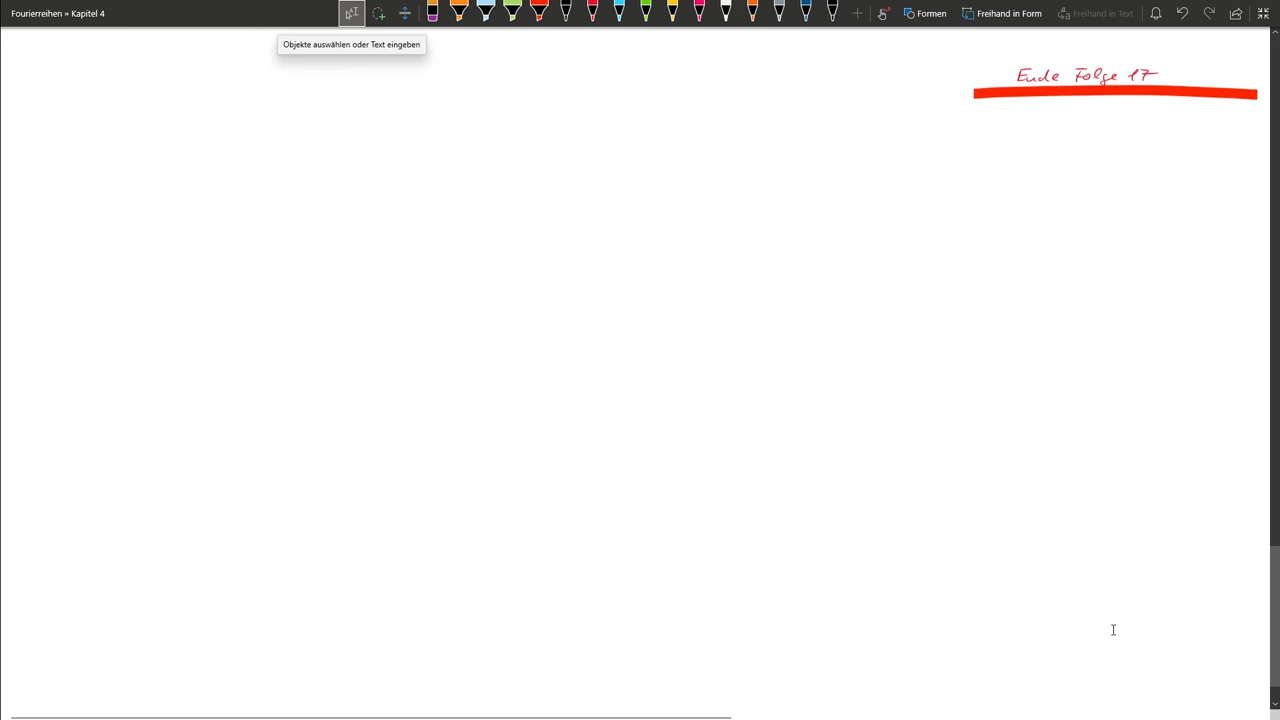 Fourierreihen » Kapitel 4
Formen
Freihand in Form
Freihand in Text
Objekte auswählen oder Text eingeben
Ende Folge 17